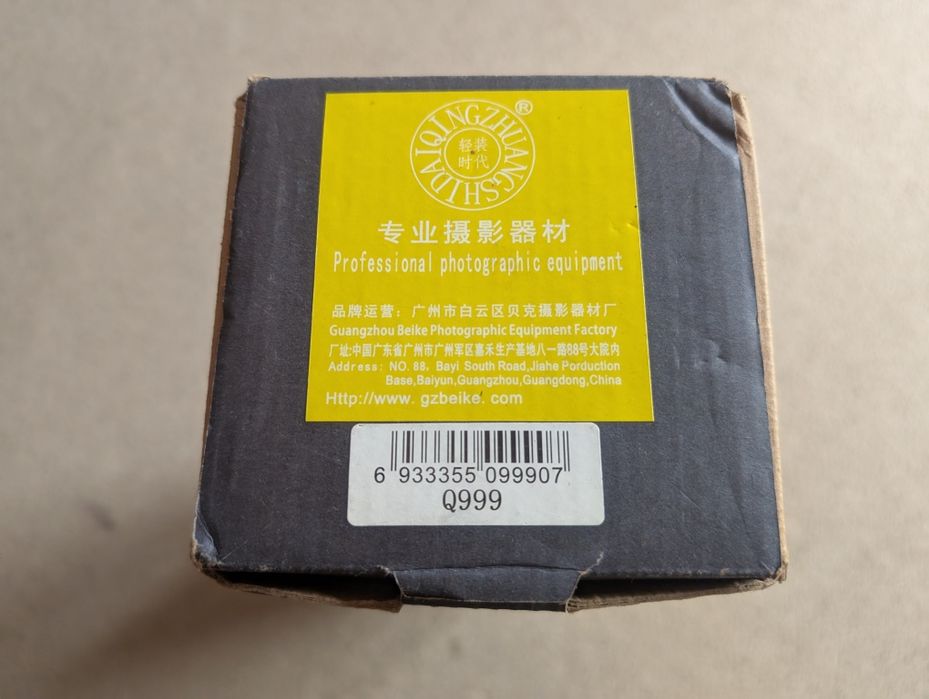 QINGZHUANGSHIDAI®
轻装
时代
专业摄影器材
Professional photographic equipment
品牌运营：广州市白云区贝克摄影器材厂
Guangzhou Beike Photographic Equipment Factory
厂址:中国广东省广州市广州军区嘉禾生产基地八一路88号大院内
Address: NO. 88, Bayi South Road,Jiahe Porduction
Base,Baiyun,Guangzhou,Guangdong,China
Http://www. gzbeike. com
6 933355 099907
Q999